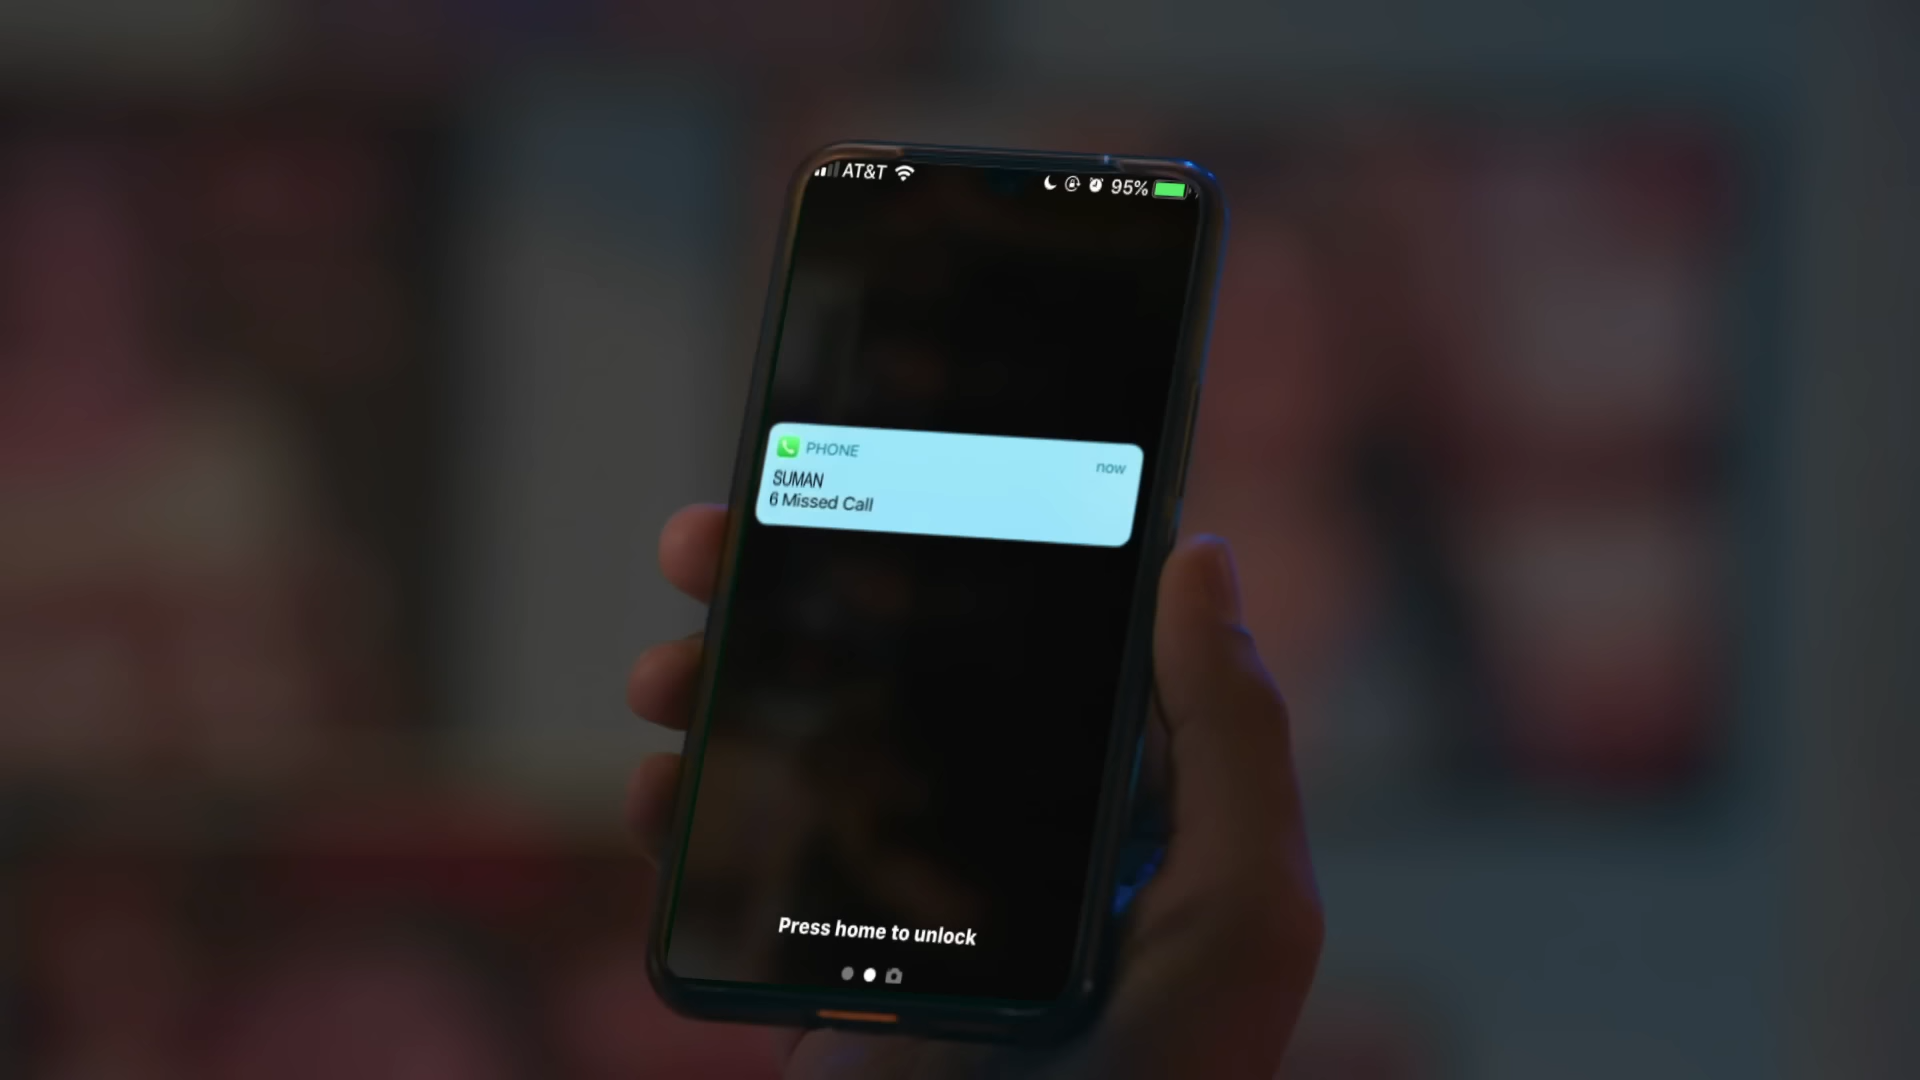 AT&T
95%
PHONE
now
SUMAN
6 Missed Call
Press home to unlock